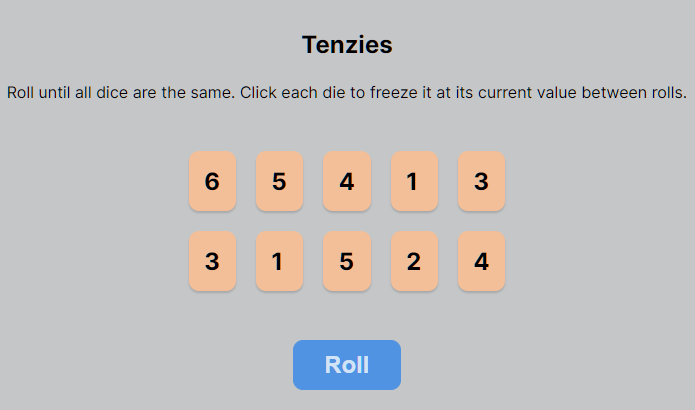 Tenzies
Roll until all dice are the same. Click each die to freeze it at its current value between rolls.
6 5 4 1 3
3 1 5 2 4
Roll